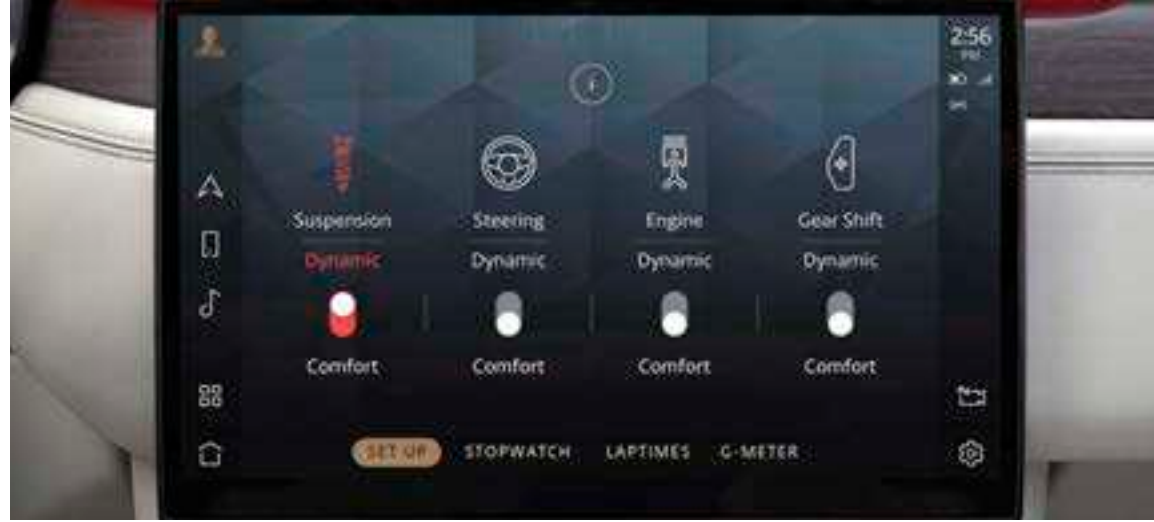 2:56
PM
i
Suspension Steering Engine Gear Shift
Dynamic Dynamic Dynamic Dynamic
Comfort Comfort Comfort Comfort
SET UP STOPWATCH LAPTIMES G-METER